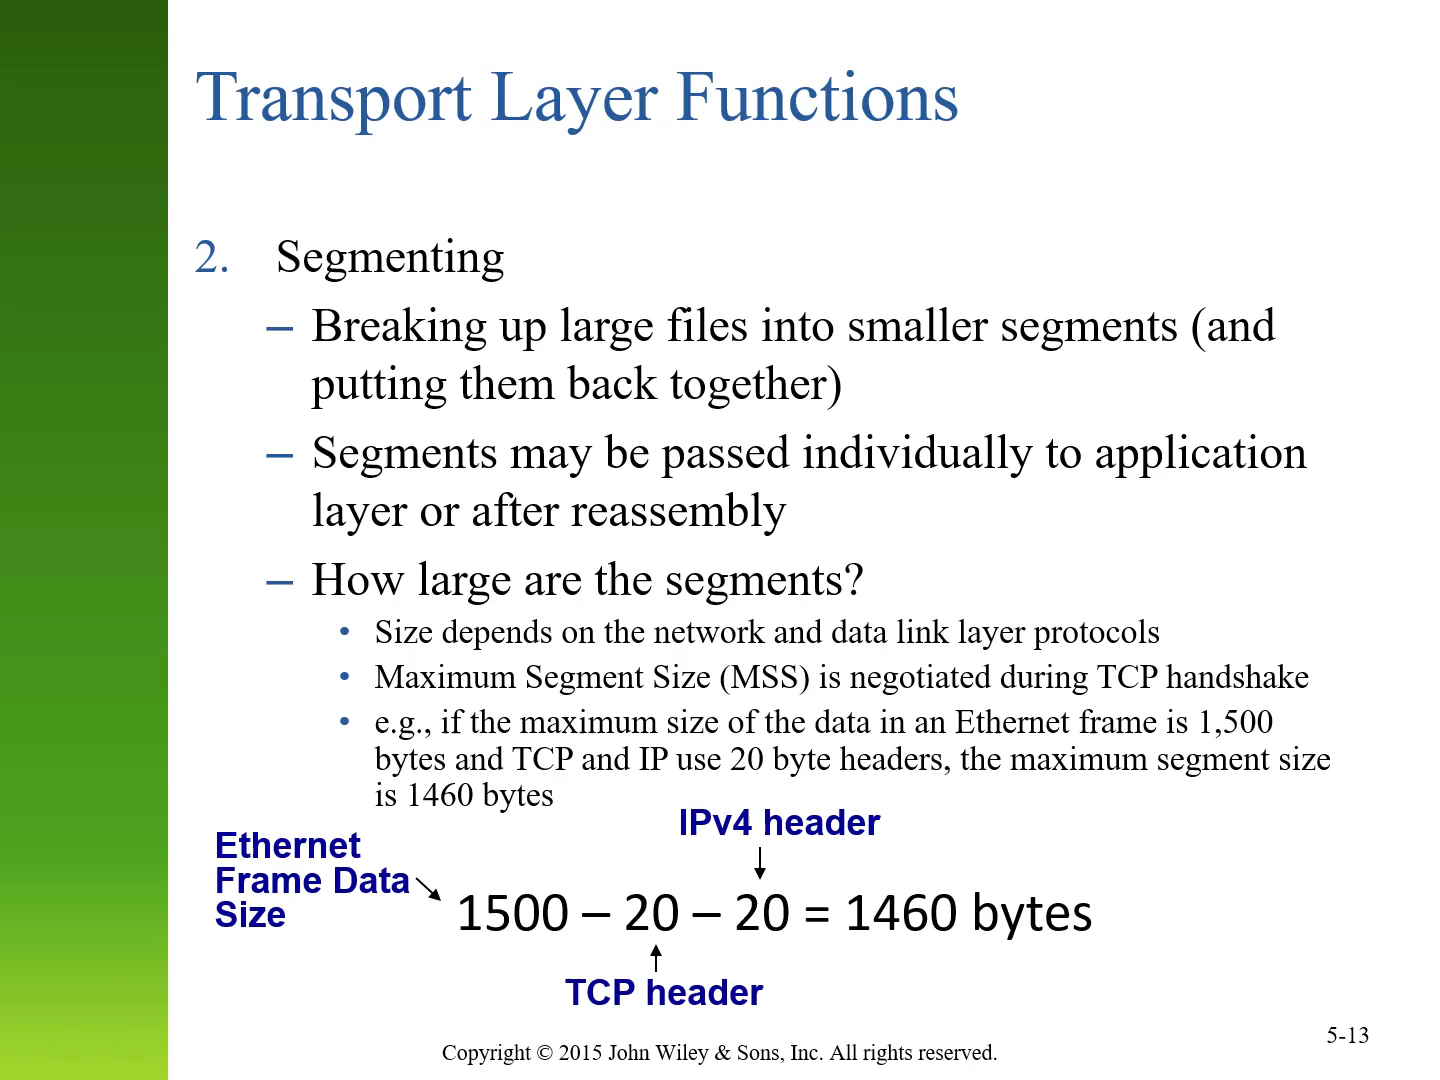 Transport Layer Functions
2. Segmenting
– Breaking up large files into smaller segments (and
putting them back together)
– Segments may be passed individually to application
layer or after reassembly
– How large are the segments?
• Size depends on the network and data link layer protocols
• Maximum Segment Size (MSS) is negotiated during TCP handshake
• e.g., if the maximum size of the data in an Ethernet frame is 1,500
bytes and TCP and IP use 20 byte headers, the maximum segment size
is 1460 bytes
IPv4 header
Ethernet
Frame Data
Size
1500 – 20 – 20 = 1460 bytes
TCP header
5-13
Copyright © 2015 John Wiley & Sons, Inc. All rights reserved.